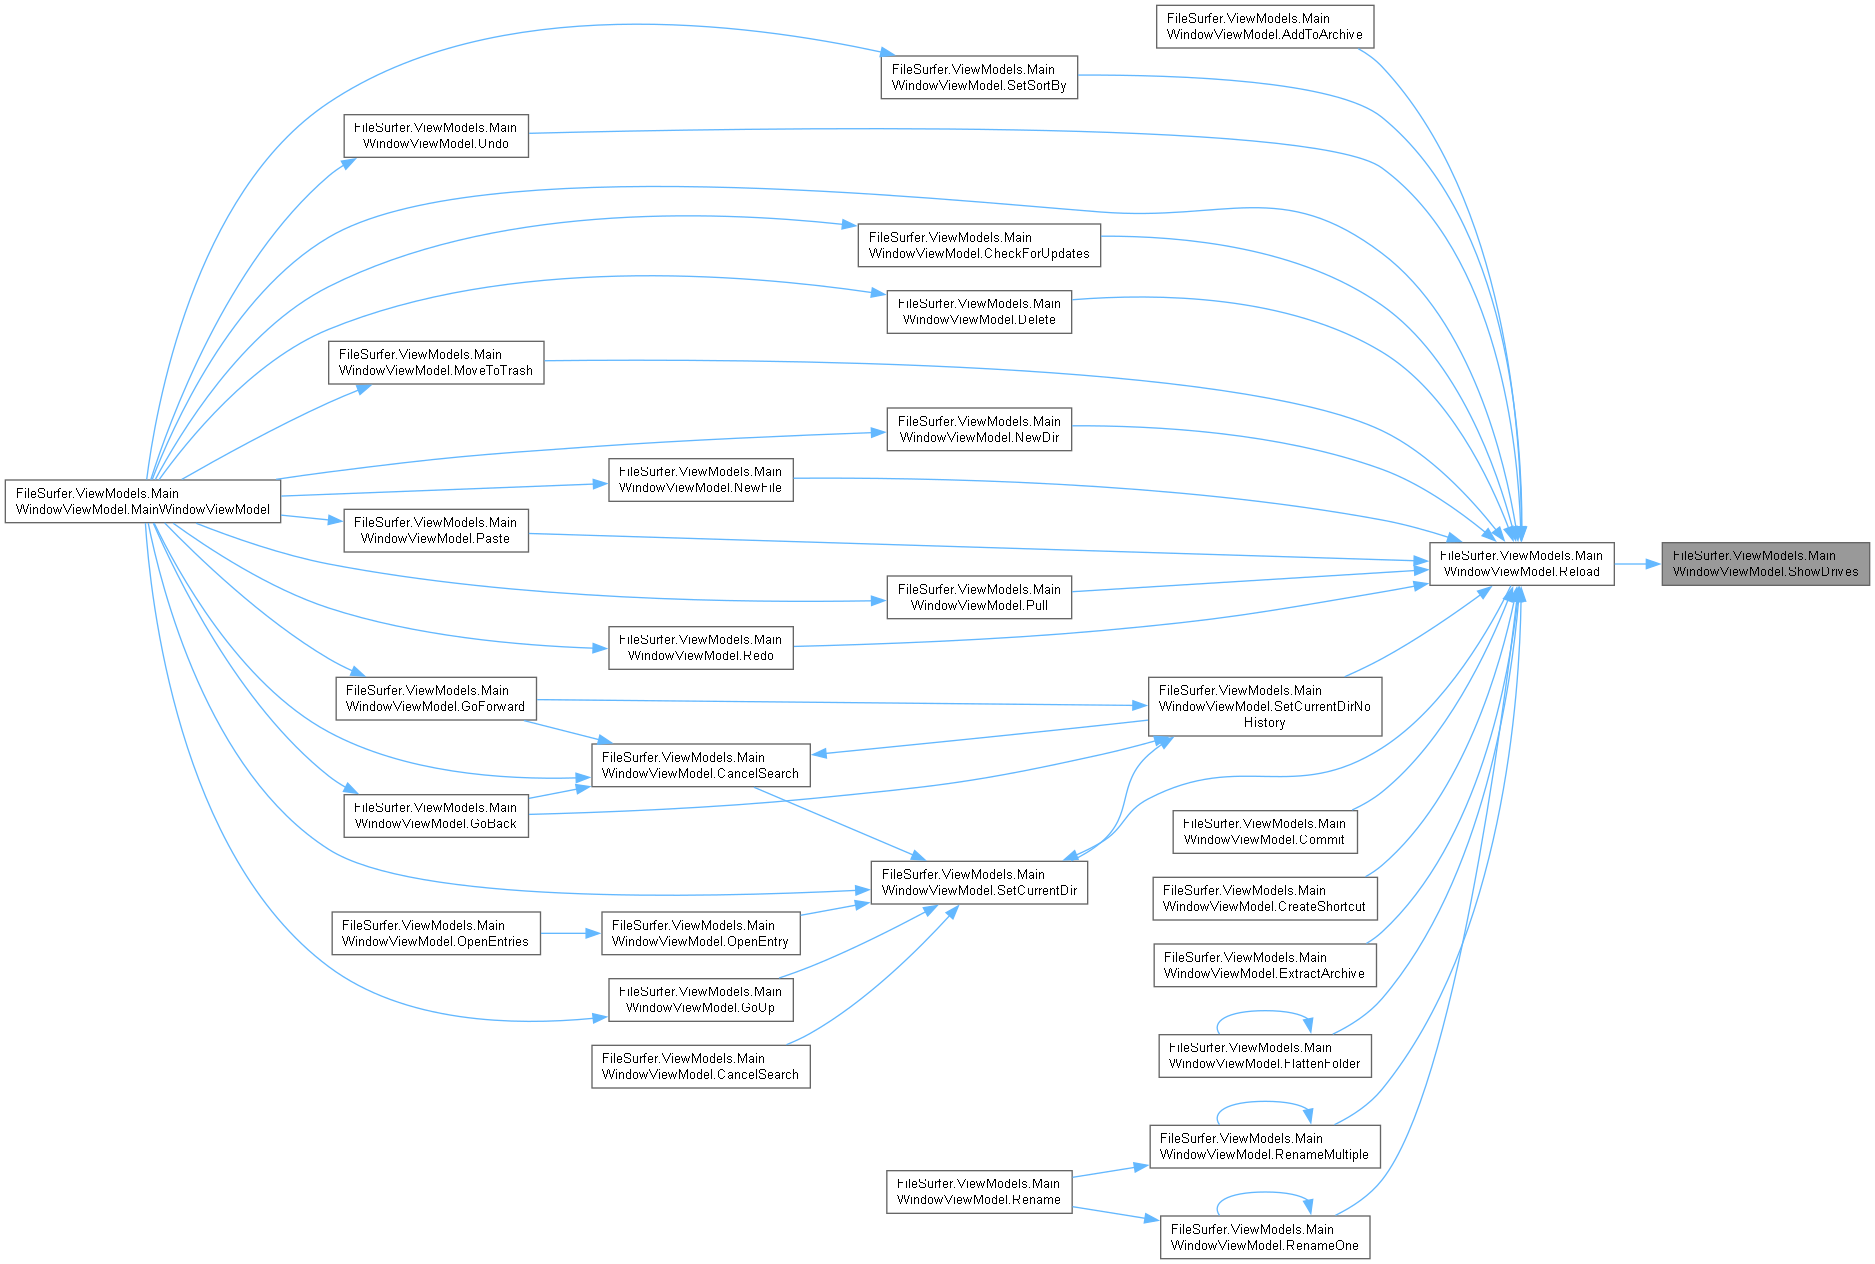 FileSurfer.ViewModels.Main
WindowViewModel.AddToArchive
FileSurfer.ViewModels.Main
WindowViewModel.SetSortBy
FileSurfer.ViewModels.Main
WindowViewModel.Undo
FileSurfer.ViewModels.Main
WindowViewModel.CheckForUpdates
FileSurfer.ViewModels.Main
WindowViewModel.Delete
FileSurfer.ViewModels.Main
WindowViewModel.MoveToTrash
FileSurfer.ViewModels.Main
WindowViewModel.NewDir
FileSurfer.ViewModels.Main
WindowViewModel.NewFile
FileSurfer.ViewModels.Main
WindowViewModel.MainWindowViewModel
FileSurfer.ViewModels.Main
WindowViewModel.Paste
FileSurfer.ViewModels.Main
WindowViewModel.Reload
FileSurfer.ViewModels.Main
WindowViewModel.ShowDrives
FileSurfer.ViewModels.Main
WindowViewModel.Pull
FileSurfer.ViewModels.Main
WindowViewModel.Redo
FileSurfer.ViewModels.Main
WindowViewModel.GoForward
FileSurfer.ViewModels.Main
WindowViewModel.SetCurrentDirNo
History
FileSurfer.ViewModels.Main
WindowViewModel.CancelSearch
FileSurfer.ViewModels.Main
WindowViewModel.GoBack
FileSurfer.ViewModels.Main
WindowViewModel.Commit
FileSurfer.ViewModels.Main
WindowViewModel.SetCurrentDir
FileSurfer.ViewModels.Main
WindowViewModel.CreateShortcut
FileSurfer.ViewModels.Main
WindowViewModel.OpenEntries
FileSurfer.ViewModels.Main
WindowViewModel.OpenEntry
FileSurfer.ViewModels.Main
WindowViewModel.ExtractArchive
FileSurfer.ViewModels.Main
WindowViewModel.GoUp
FileSurfer.ViewModels.Main
WindowViewModel.FlattenFolder
FileSurfer.ViewModels.Main
WindowViewModel.CancelSearch
FileSurfer.ViewModels.Main
WindowViewModel.RenameMultiple
FileSurfer.ViewModels.Main
WindowViewModel.Rename
FileSurfer.ViewModels.Main
WindowViewModel.RenameOne